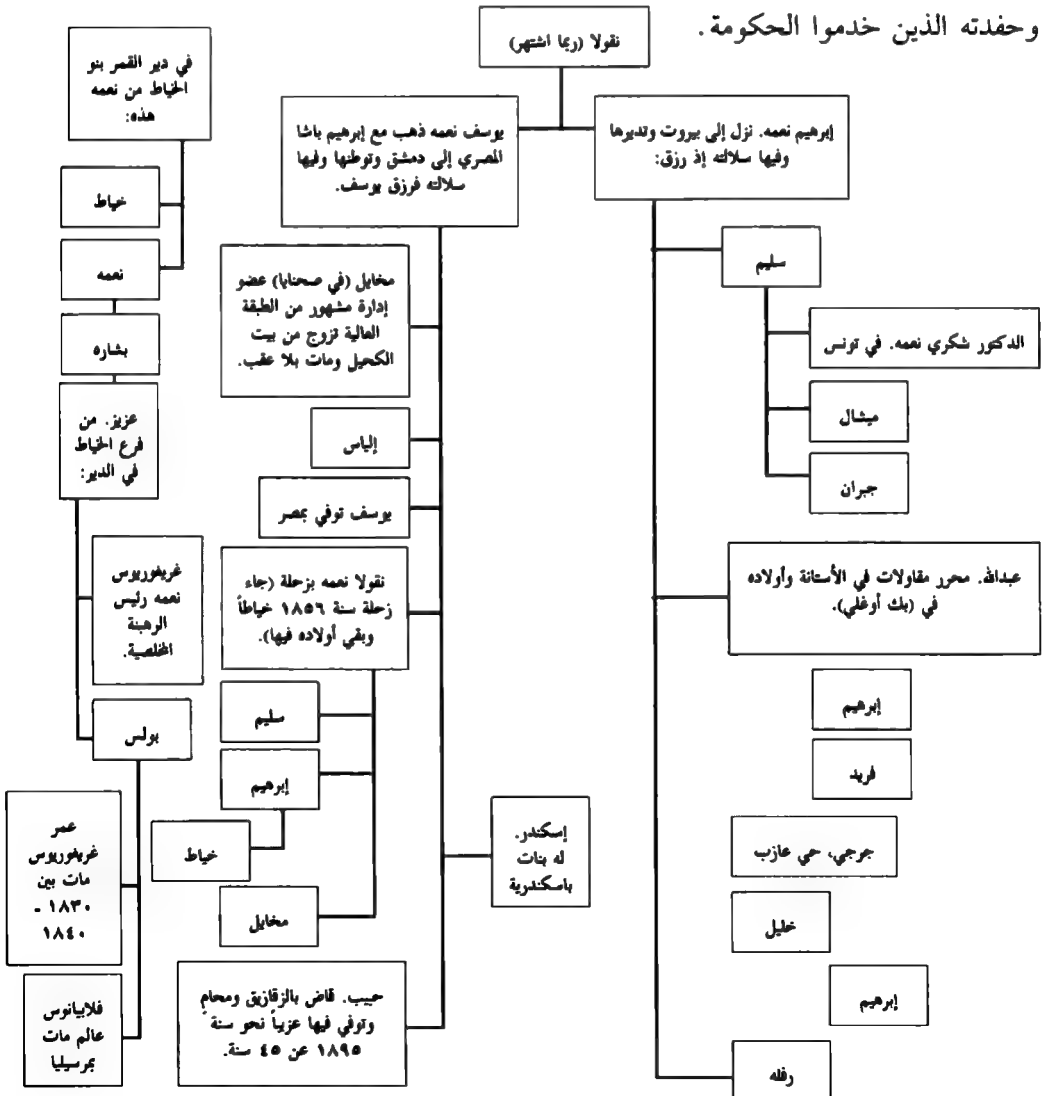 وحفدته الذين خدموا الحكومة.
نقولا (ربما اشتهر)
إبرهيم نعمه. نزل إلى بيروت وتديرها
وفيها سلالته إذ رزق:
سليم
الدكتور شكري نعمه. في تونس
ميشال
جبران
عبدالله. محرر مقاولات في الأستانة وأولاده
في (بك أوغلي).
إبرهيم
فريد
جرجي، حي عازب
خليل
إبرهيم
رفله
يوسف نعمه ذهب مع إبرهيم باشا
المصري إلى دمشق وتوطنها وفيها
سلالته فرزق يوسف.
مخايل (في صحنايا) عضو
إدارة مشهور من الطبقة
العالية تزوج من بيت
الكحيل ومات بلا عقب.
إلياس
يوسف توفي بمصر
نقولا نعمه بزحلة (جاء
زحلة سنة ١٨٥٦ خياطاً
وبقي أولاده فيها).
سليم
إبرهيم
خياط
مخايل
إسكندر.
له بنات
باسكندرية
حبيب. قاض بالزقازيق ومحام
وتوفي فيها عزباً نحو سنة
١٨٩٥ عن ٤٥ سنة.
في دير القمر بنو
الخياط من نعمه
هذه:
خياط
نعمه
بشاره
عزيز. من
فرع الخياط
في الدير:
غريغوريوس
نعمه رئيس
الرهبنة
المخلصية.
بولس
عمر
غريغوريوس
مات بين
١٨٣٠ -
١٨٤٠
فلابيانوس
عالم مات
بمرسيليا